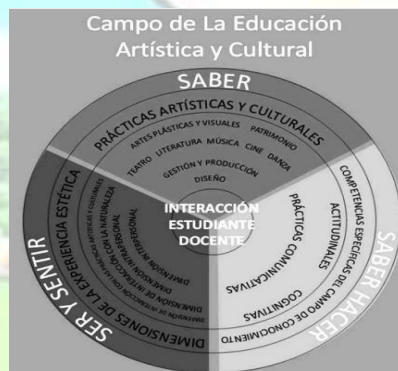 Campo de La Educación
Artística y Cultural
SABER
PRÁCTICAS ARTÍSTICAS Y CULTURALES
ARTES PLÁSTICAS Y VISUALES PATRIMONIO
TEATRO LITERATURA MÚSICA CINE DANZA
GESTIÓN Y PRODUCCIÓN
DISEÑO
INTERACCIÓN
ESTUDIANTE
DOCENTE
SER Y SENTIR
DIMENSIONES DE LA EXPERIENCIA ESTÉTICA
DIMENSIÓN DE INTERACCIÓN CON LA NATURALEZA
DIMENSIÓN INTRAPERSONAL
DIMENSIÓN INTERPERSONAL
SABER HACER
COMPETENCIAS ESPECÍFICAS DEL CAMPO DE CONOCIMIENTO
ACTITUDINALES
COGNITIVAS
PRÁCTICAS COMUNICATIVAS